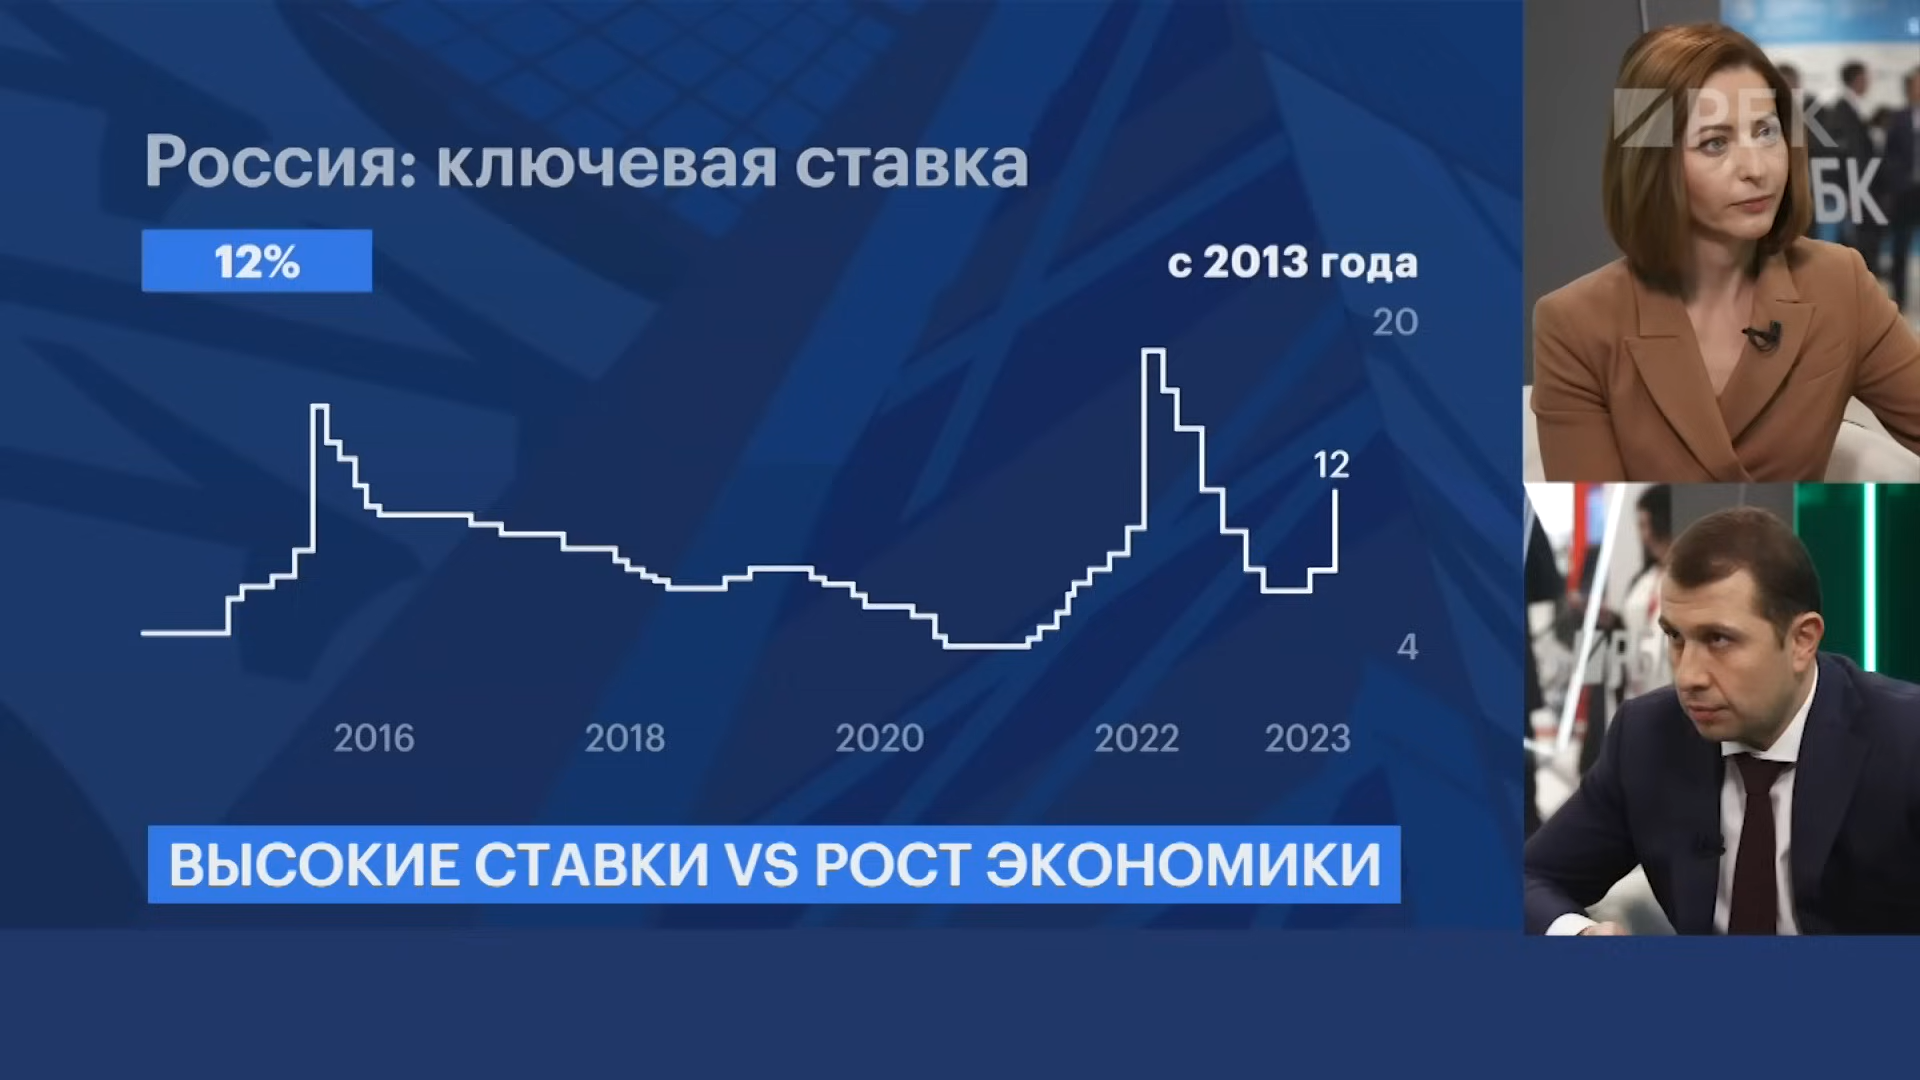 Россия: ключевая ставка
12%
с 2013 года
20
12
4
2016 2018 2020 2022 2023
ВЫСОКИЕ СТАВКИ VS РОСТ ЭКОНОМИКИ
РБК
БК